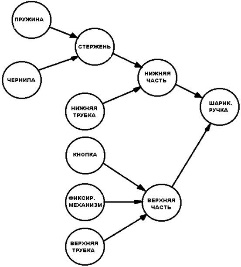 ПРУЖИНА
СТЕРЖЕНЬ
ЧЕРНИЛА
НИЖНЯЯ
ЧАСТЬ
НИЖНЯЯ
ТРУБКА
ШАРИК.
РУЧКА
КНОПКА
ФИКСИР.
МЕХАНИЗМ
ВЕРХНЯЯ
ЧАСТЬ
ВЕРХНЯЯ
ТРУБКА